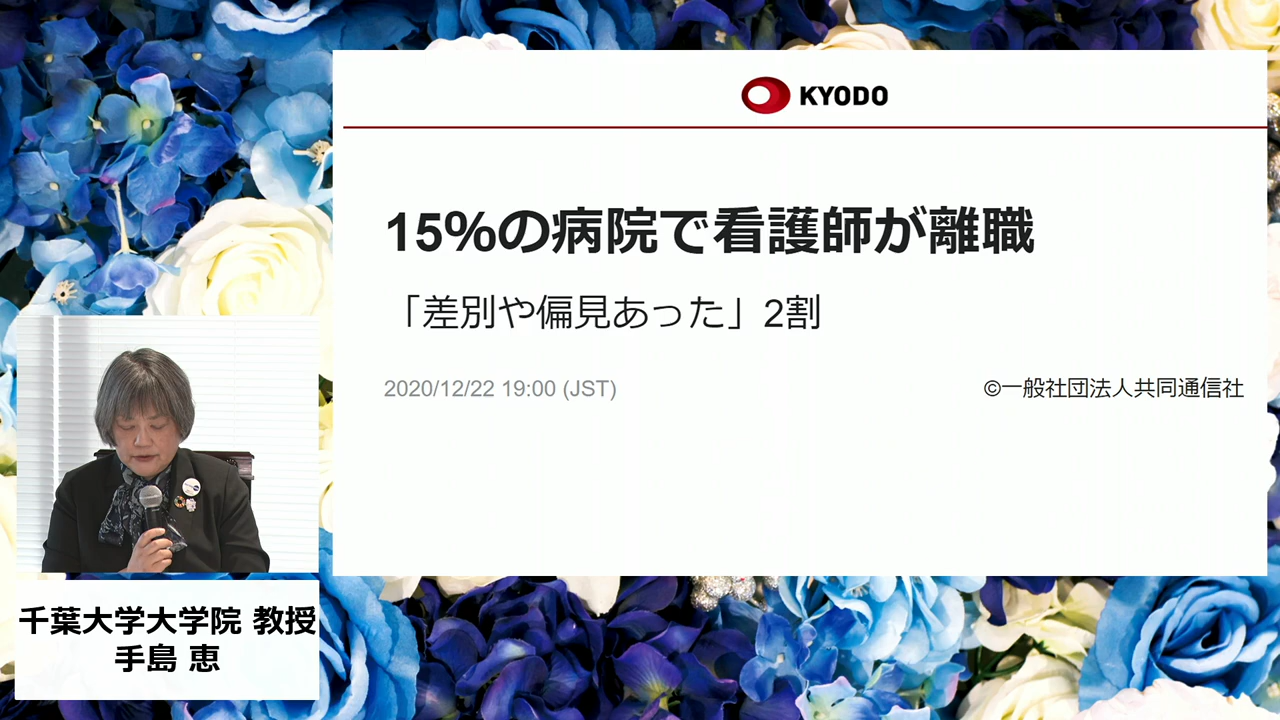 KYODO
15%の病院で看護師が離職
「差別や偏見あった」2割
2020/12/22 19:00 (JST)
©一般社団法人共同通信社
千葉大学大学院 教授
手島 恵